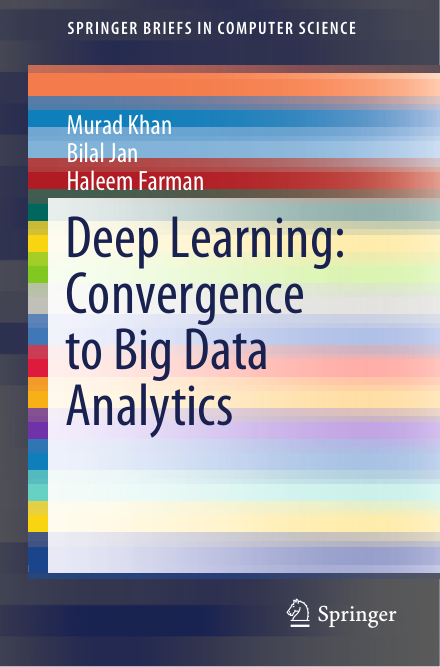 SPRINGER BRIEFS IN COMPUTER SCIENCE
Murad Khan
Bilal Jan
Haleem Farman
Deep Learning:
Convergence
to Big Data
Analytics
Springer